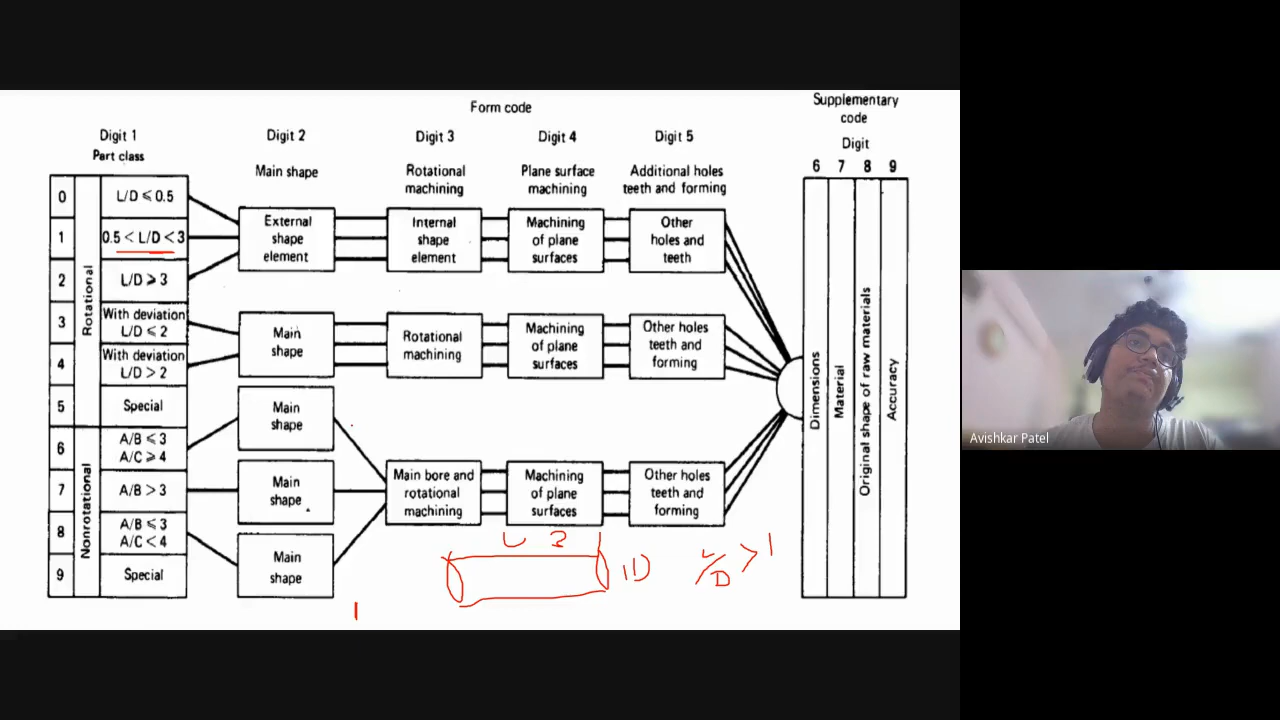 Form code
Supplementary
code
Digit 1
Digit 2
Digit 3
Digit 4
Digit 5
Digit
Part class
Main shape
Rotational
machining
Plane surface
machining
Additional holes
teeth and forming
6 7 8 9
0
L/D ⩽ 0.5
1
0.5 < L/D < 3
2
L/D ⩾ 3
3
With deviation
L/D ⩽ 2
4
With deviation
L/D > 2
5
Special
6
A/B ⩽ 3
A/C ⩾ 4
7
A/B > 3
8
A/B ⩽ 3
A/C < 4
9
Special
Rotational
Nonrotational
External
shape
element
Internal
shape
element
Machining
of plane
surfaces
Other
holes and
teeth
Main
shape
Rotational
machining
Machining
of plane
surfaces
Other holes
teeth and
forming
Main
shape
Main
shape
Main
shape
Main bore and
rotational
machining
Machining
of plane
surfaces
Other holes
teeth and
forming
Dimensions
Material
Original shape of raw materials
Accuracy
L
D
L/D > 1
1
Avishkar Patel